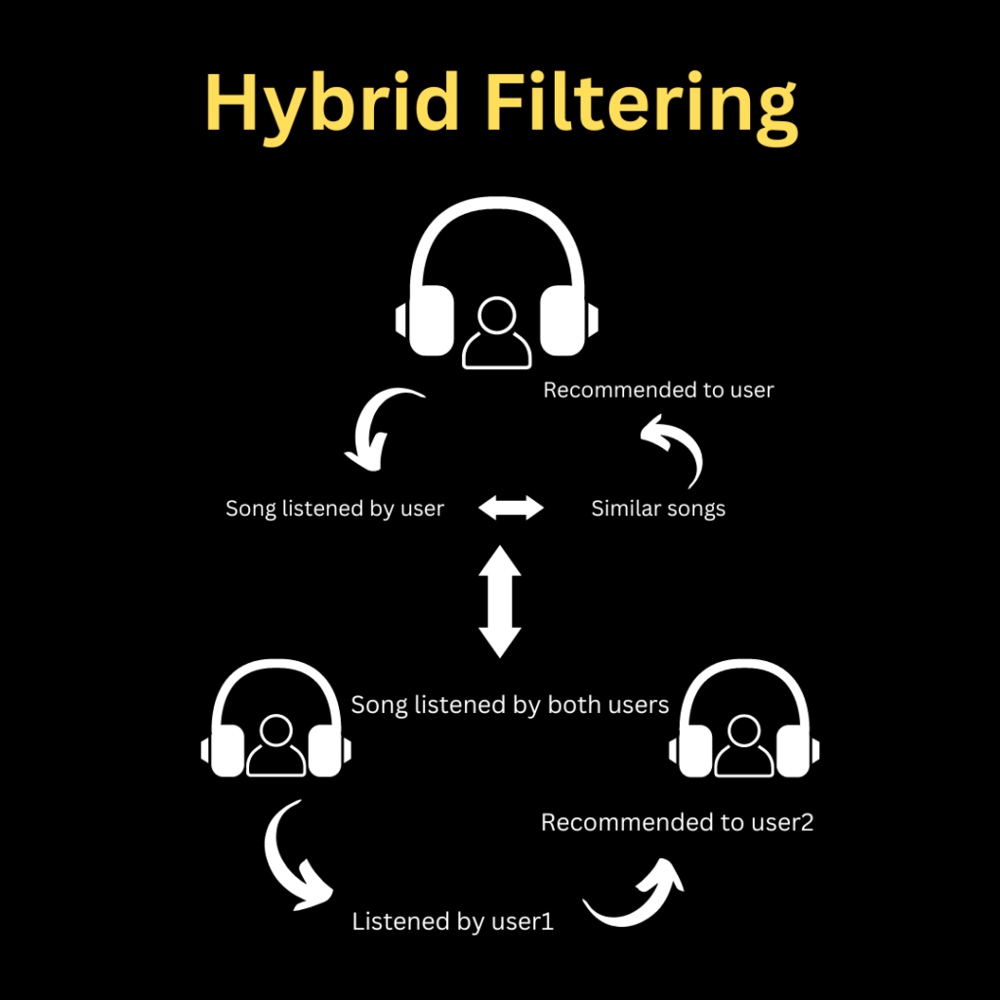 Hybrid Filtering
Recommended to user
Song listened by user
Similar songs
Song listened by both users
Recommended to user2
Listened by user1